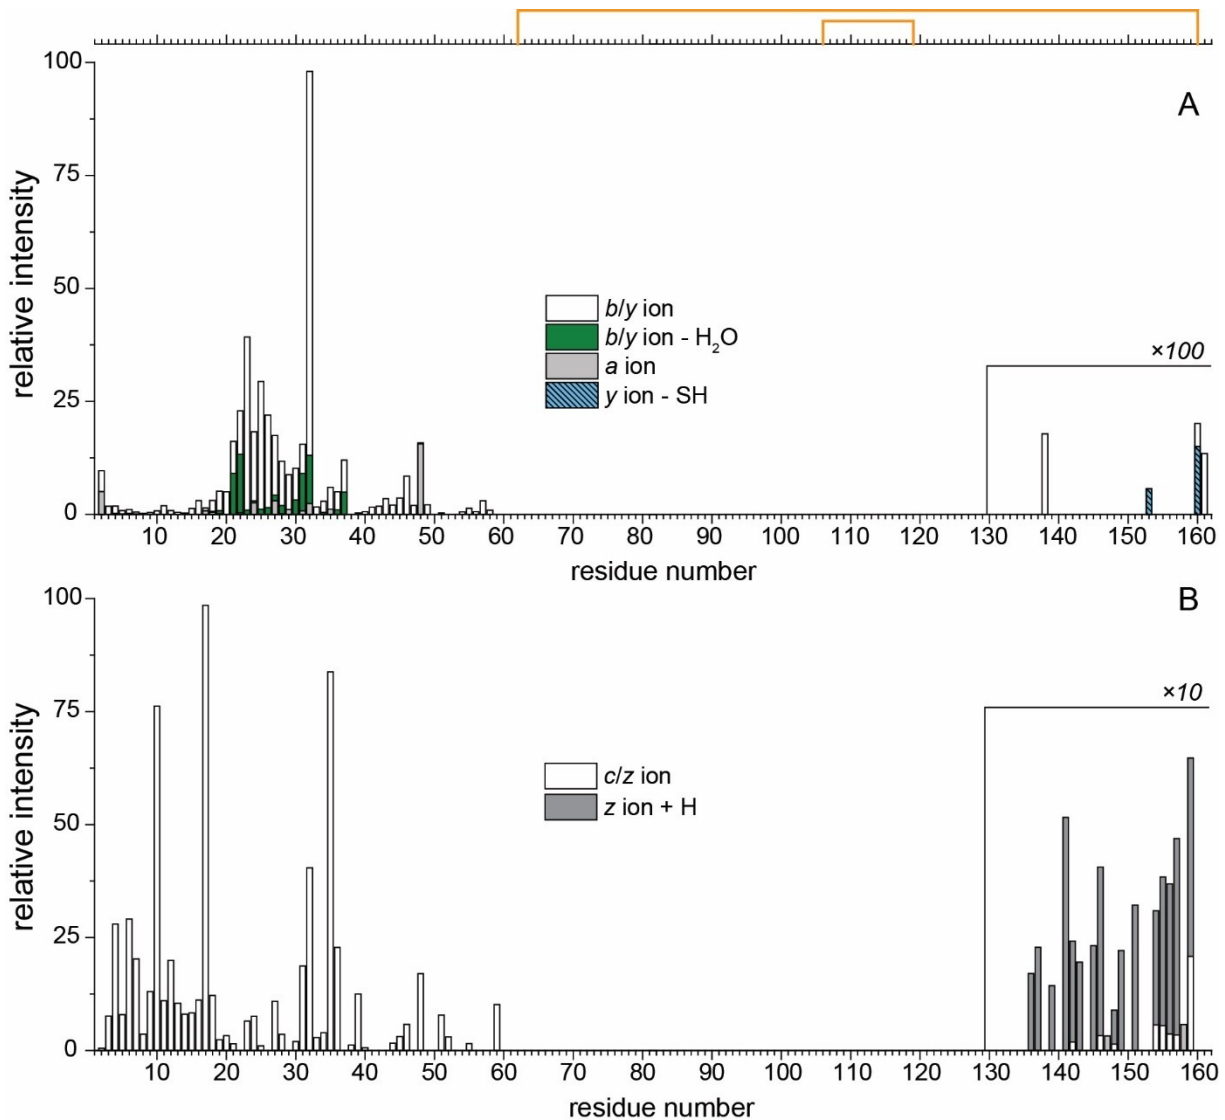 A
100
75
50
25
0
relative intensity
b/y ion
b/y ion - H₂O
a ion
y ion - SH
×100
10 20 30 40 50 60 70 80 90 100 110 120 130 140 150 160
residue number
B
100
75
50
25
0
relative intensity
c/z ion
z ion + H
×10
10 20 30 40 50 60 70 80 90 100 110 120 130 140 150 160
residue number